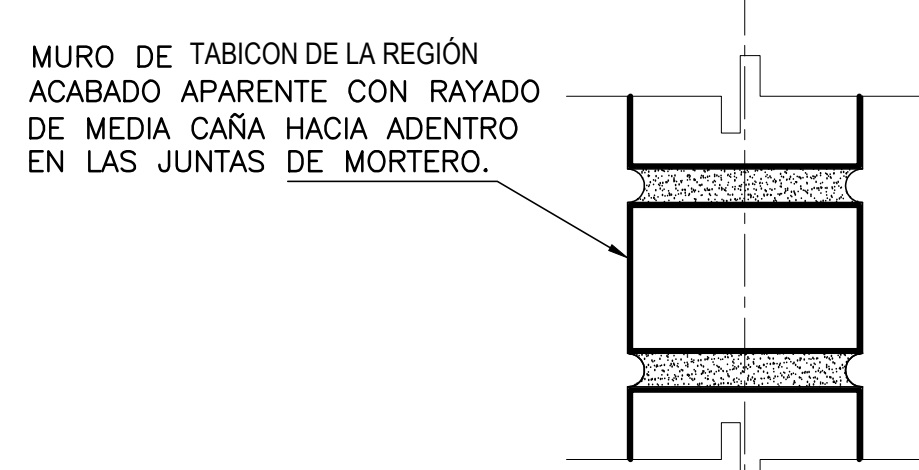 MURO DE TABICON DE LA REGIÓN
ACABADO APARENTE CON RAYADO
DE MEDIA CAÑA HACIA ADENTRO
EN LAS JUNTAS DE MORTERO.